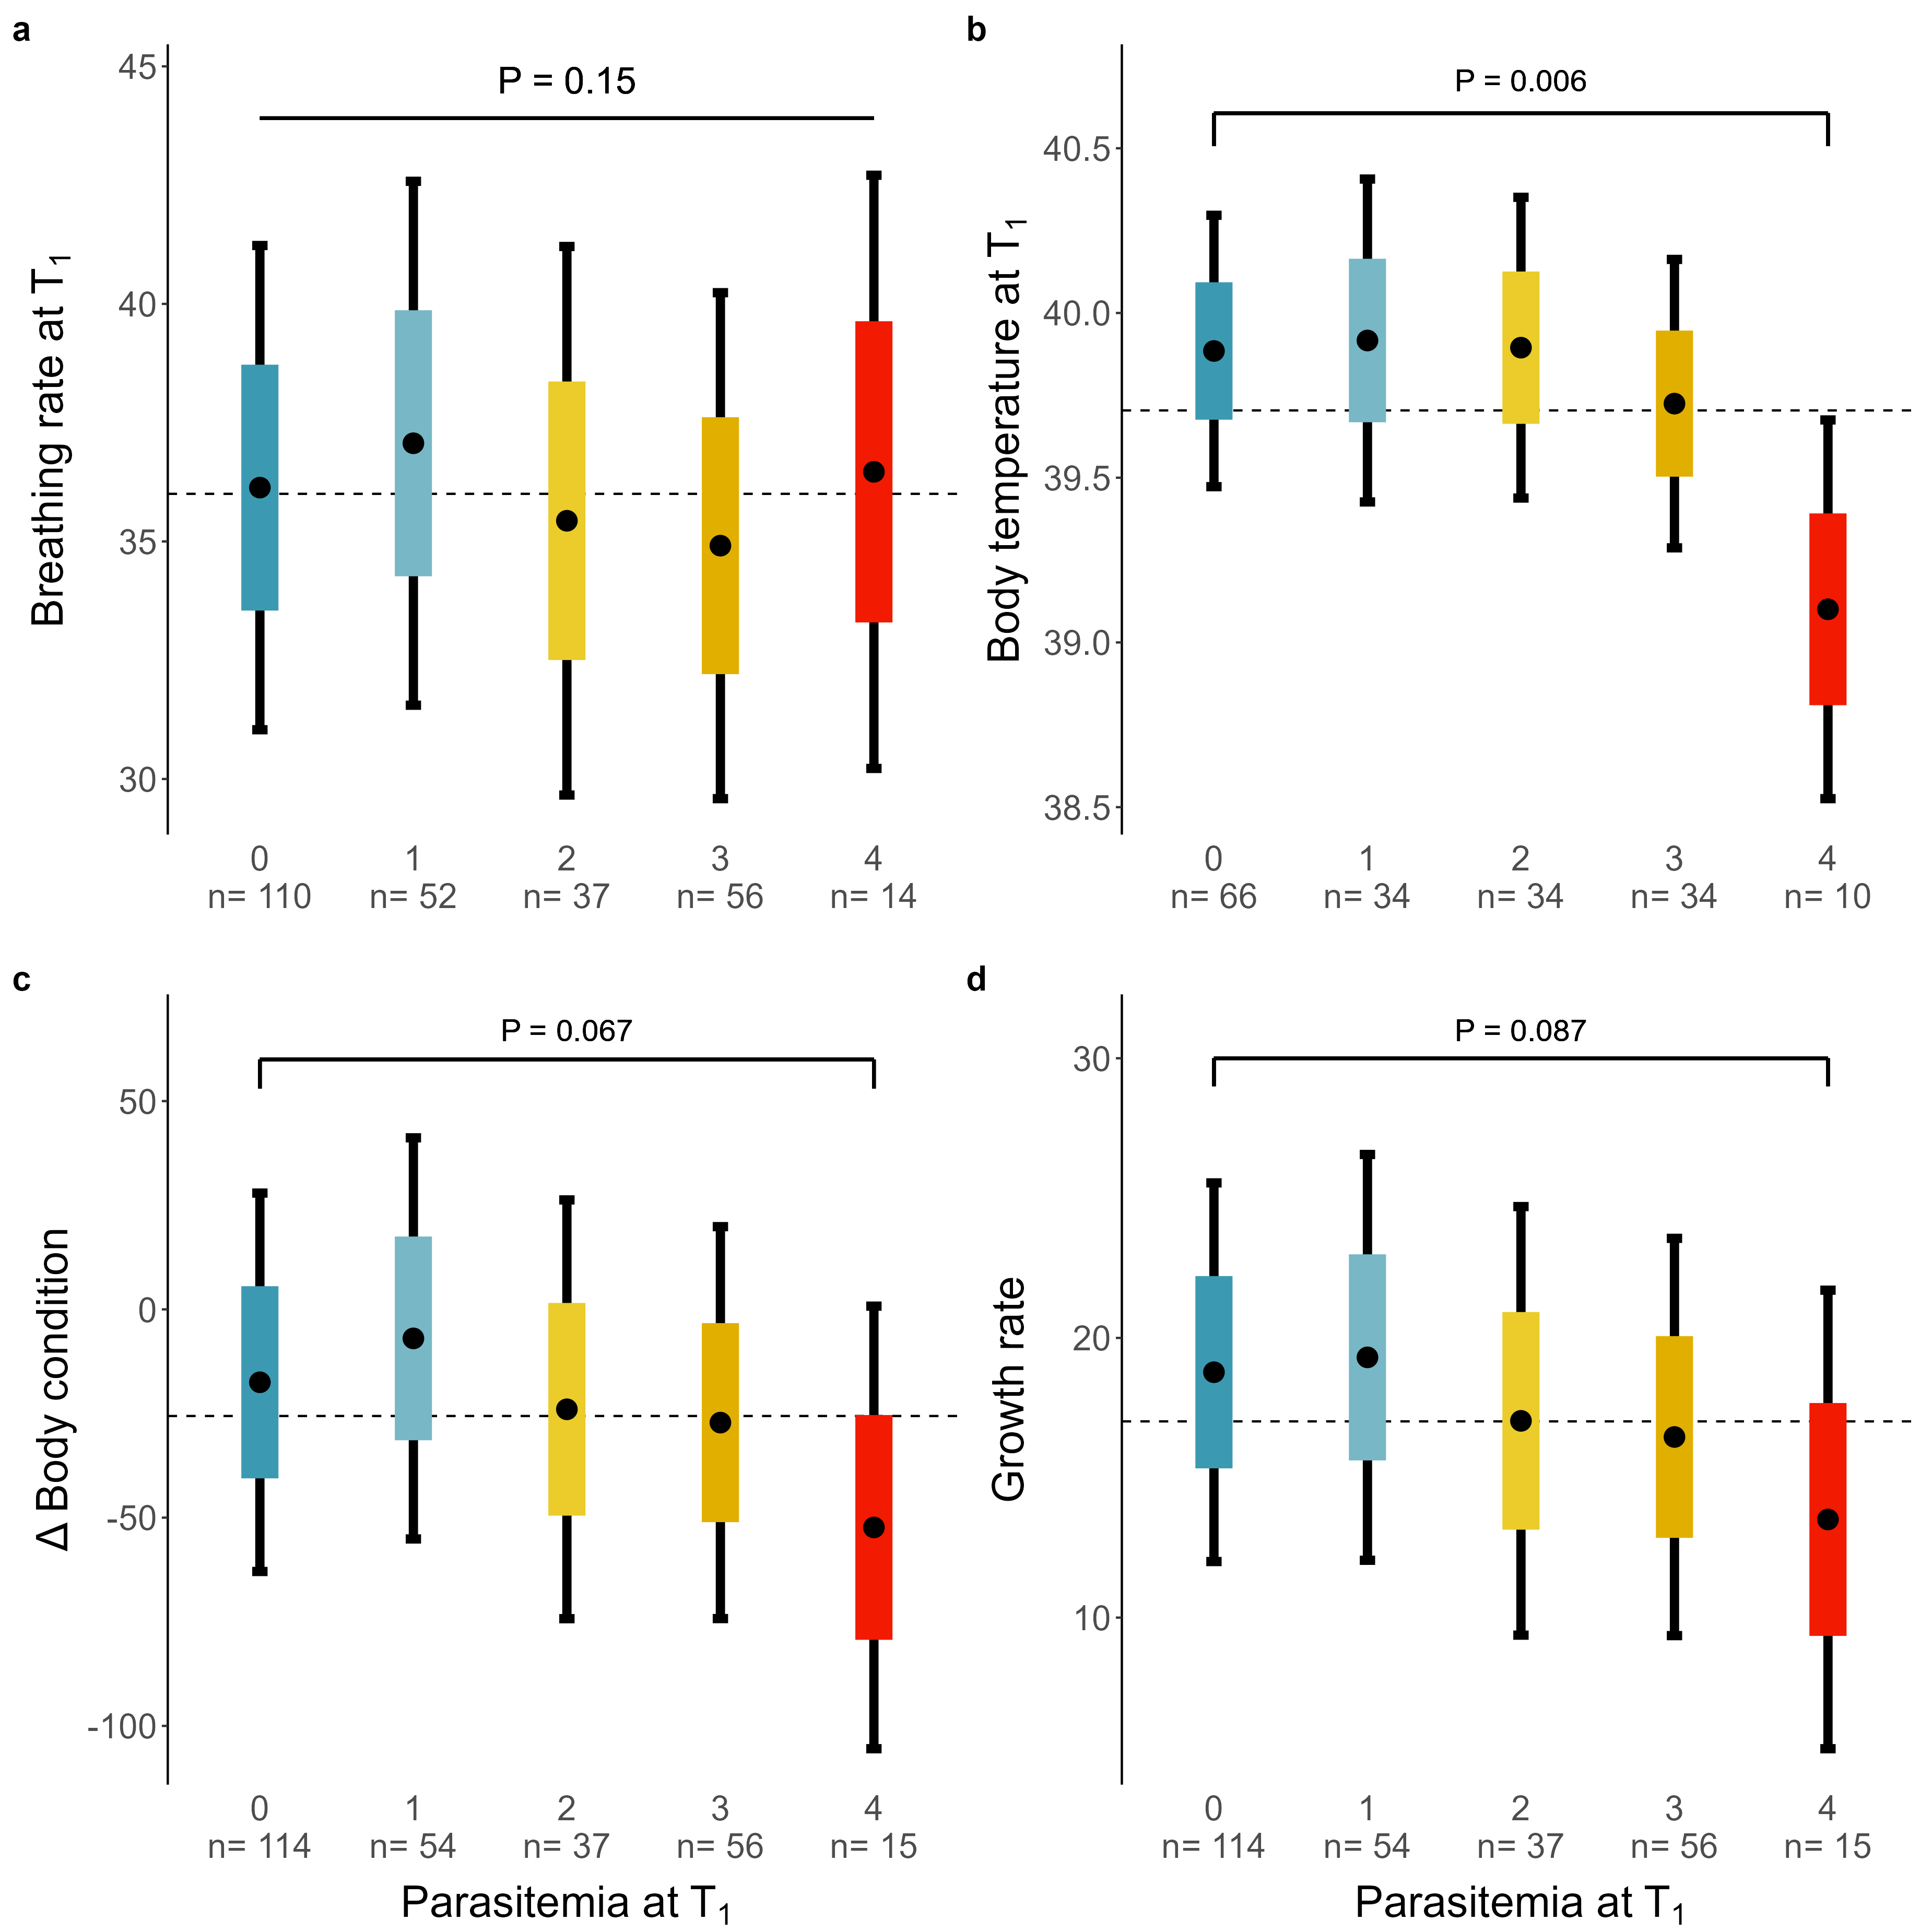 a
P = 0.15
Breathing rate at T₁
45
40
35
30
0 1 2 3 4
n= 110 n= 52 n= 37 n= 56 n= 14
b
P = 0.006
Body temperature at T₁
40.5
40.0
39.5
39.0
38.5
0 1 2 3 4
n= 66 n= 34 n= 34 n= 34 n= 10
c
P = 0.067
Δ Body condition
50
0
-50
-100
0 1 2 3 4
n= 114 n= 54 n= 37 n= 56 n= 15
Parasitemia at T₁
d
P = 0.087
Growth rate
30
20
10
0 1 2 3 4
n= 114 n= 54 n= 37 n= 56 n= 15
Parasitemia at T₁